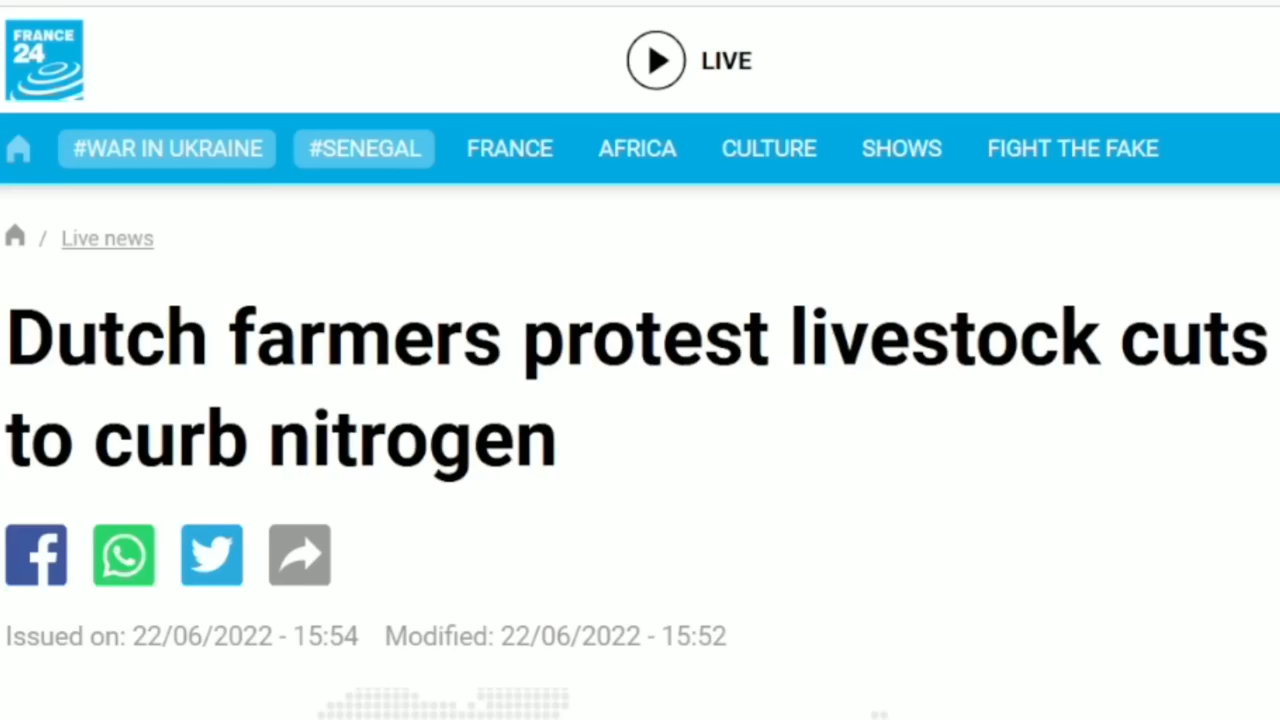 FRANCE
24
LIVE
#WAR IN UKRAINE #SENEGAL FRANCE AFRICA CULTURE SHOWS FIGHT THE FAKE
/ Live news
Dutch farmers protest livestock cuts
to curb nitrogen
Issued on: 22/06/2022 - 15:54 Modified: 22/06/2022 - 15:52